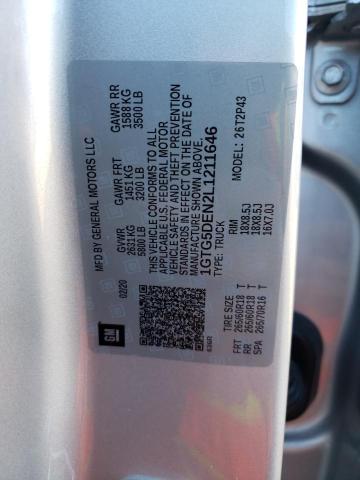 MFD BY GENERAL MOTORS LLC
02/20 GVWR GAWR FRT GAWR RR
2631 KG 1451 KG 1588 KG
5800 LB 3200 LB 3500 LB
THIS VEHICLE CONFORMS TO ALL
APPLICABLE U.S. FEDERAL MOTOR
VEHICLE SAFETY AND THEFT PREVENTION
STANDARDS IN EFFECT ON THE DATE OF
MANUFACTURE SHOWN ABOVE.
1GTG5DEN2L1211646
TYPE: TRUCK MODEL: 26T2P43
GM
TIRE SIZE RIM
FRT 265/60R18 T 18X8.5J
RR 265/60R18 T 18X8.5J
SPA 265/70R16 T 16X7.0J